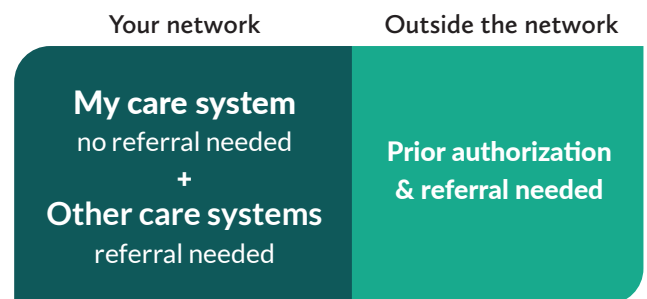 Your network
Outside the network
My care system
no referral needed
+
Other care systems
referral needed
Prior authorization
& referral needed